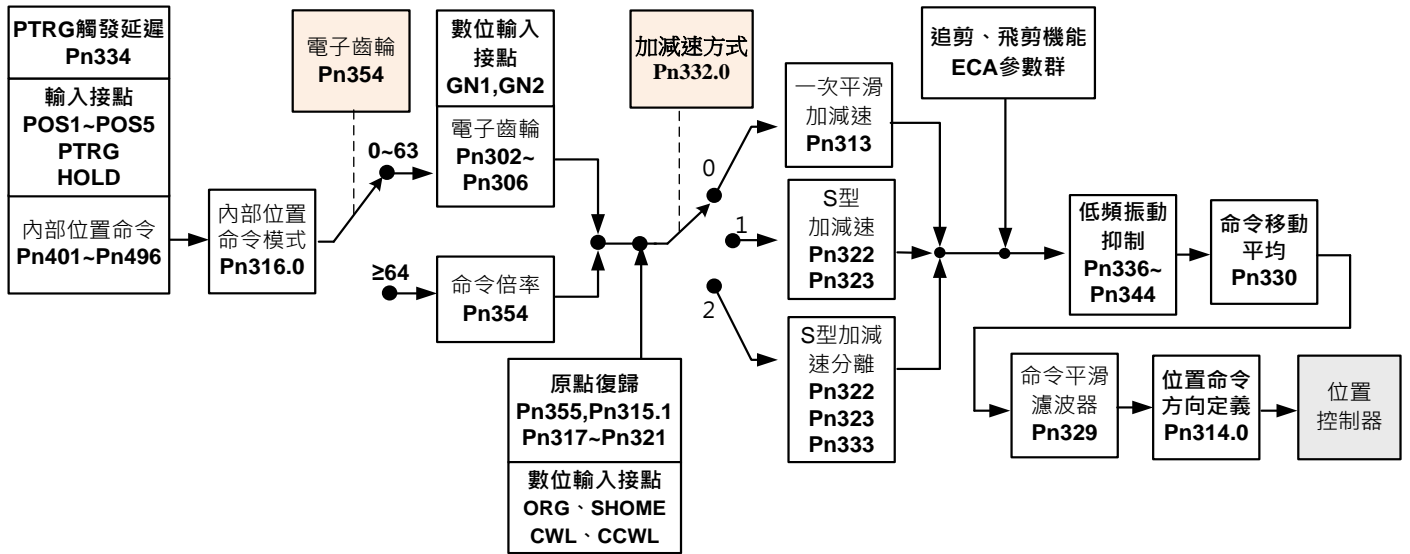 PTRG觸發延遲
Pn334
輸入接點
POS1~POS5
PTRG
HOLD
內部位置命令
Pn401~Pn496
內部位置
命令模式
Pn316.0
電子齒輪
Pn354
0~63
≥64
數位輸入
接點
GN1,GN2
電子齒輪
Pn302~
Pn306
命令倍率
Pn354
原點復歸
Pn355,Pn315.1
Pn317~Pn321
數位輸入接點
ORG、SHOME
CWL、CCWL
加減速方式
Pn332.0
0
1
2
一次平滑
加減速
Pn313
S型
加減速
Pn322
Pn323
S型加減
速分離
Pn322
Pn323
Pn333
追剪、飛剪機能
ECA參數群
低頻振動
抑制
Pn336~
Pn344
命令移動
平均
Pn330
命令平滑
濾波器
Pn329
位置命令
方向定義
Pn314.0
位置
控制器